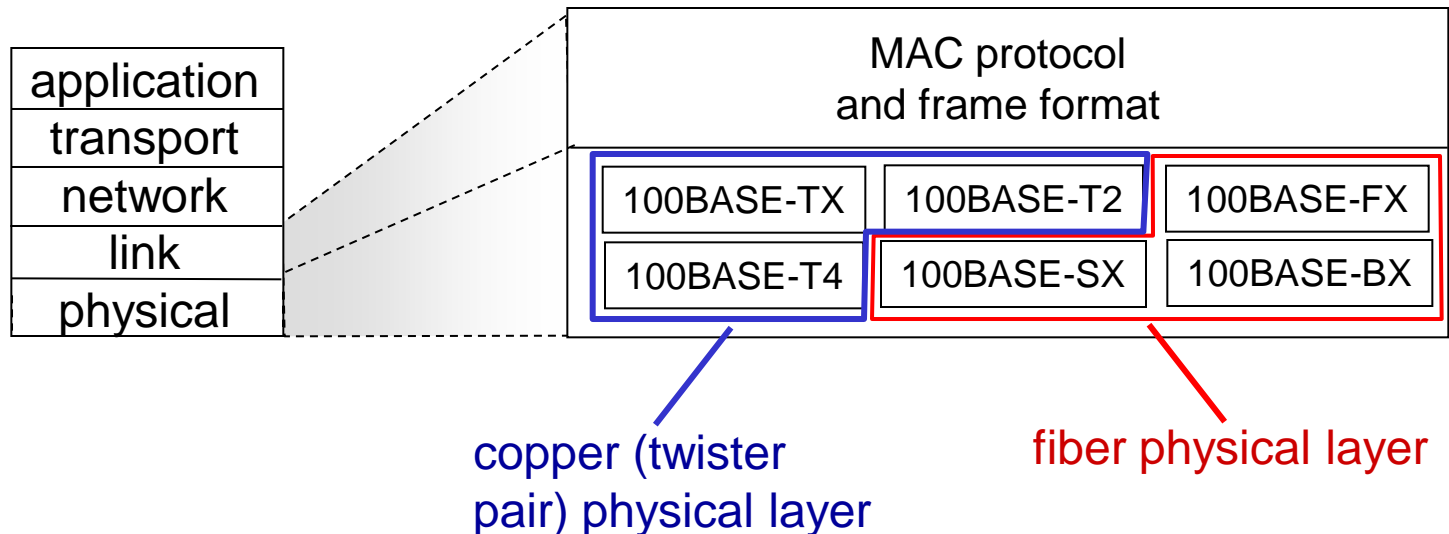 application
transport
network
link
physical
MAC protocol
and frame format
100BASE-TX
100BASE-T2
100BASE-FX
100BASE-T4
100BASE-SX
100BASE-BX
copper (twister
pair) physical layer
fiber physical layer